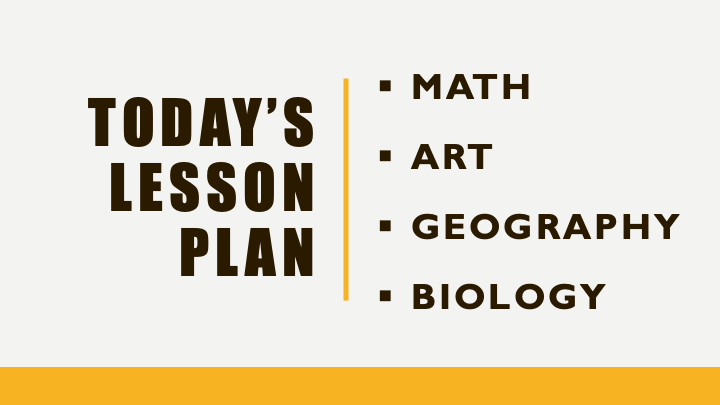 TODAY’S
LESSON
PLAN
▪ MATH
▪ ART
▪ GEOGRAPHY
▪ BIOLOGY